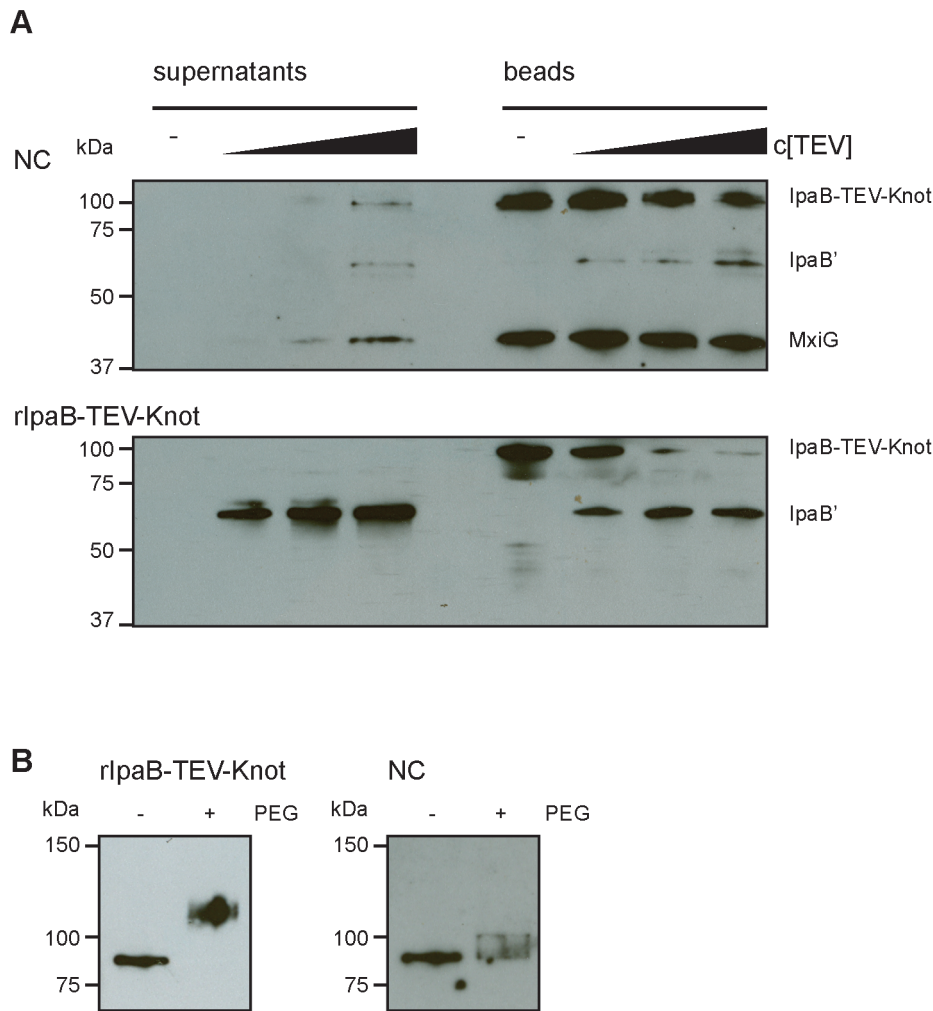 A
supernatants beads
- -
NC kDa c[TEV]
100 IpaB-TEV-Knot
75
IpaB'
50
MxiG
37
rIpaB-TEV-Knot
100 IpaB-TEV-Knot
75
IpaB'
50
37
B
rIpaB-TEV-Knot NC
kDa - + PEG kDa - + PEG
150 150
100 100
75 75